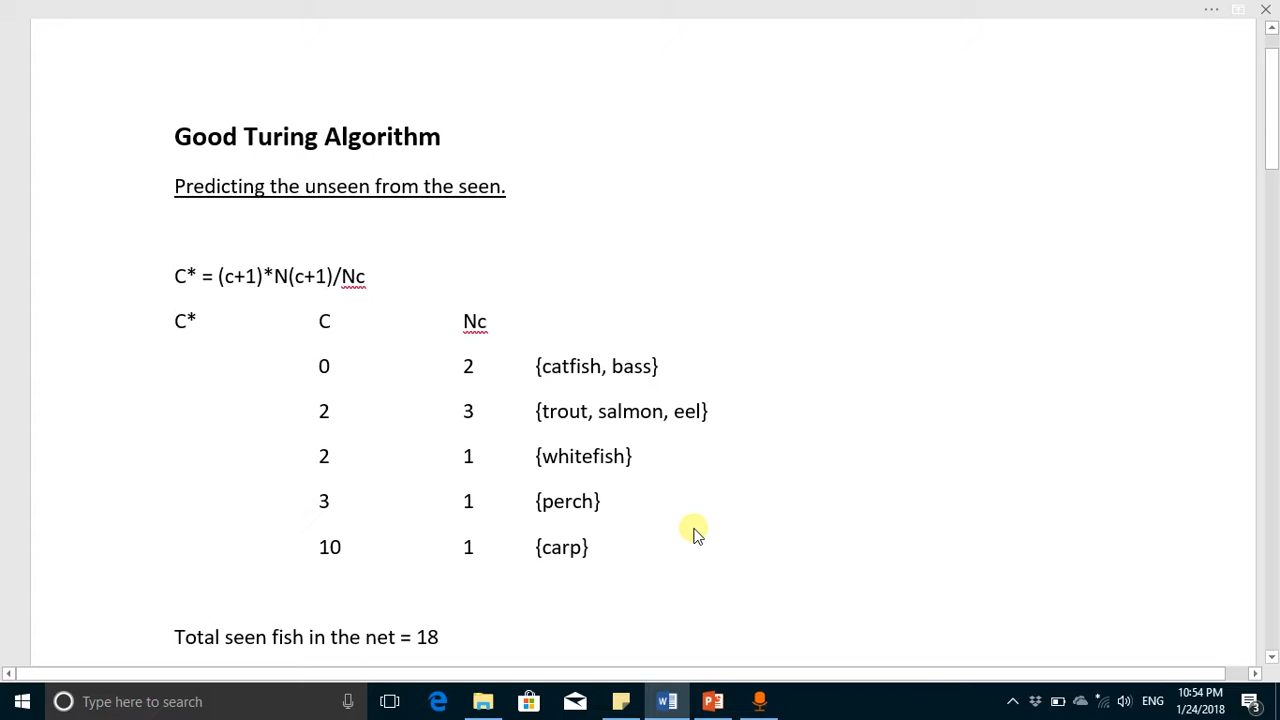 Good Turing Algorithm
Predicting the unseen from the seen.
C* = (c+1)*N(c+1)/Nc
C* C Nc
0 2 {catfish, bass}
2 3 {trout, salmon, eel}
2 1 {whitefish}
3 1 {perch}
10 1 {carp}
Total seen fish in the net = 18
Type here to search
ENG
10:54 PM
1/24/2018
3